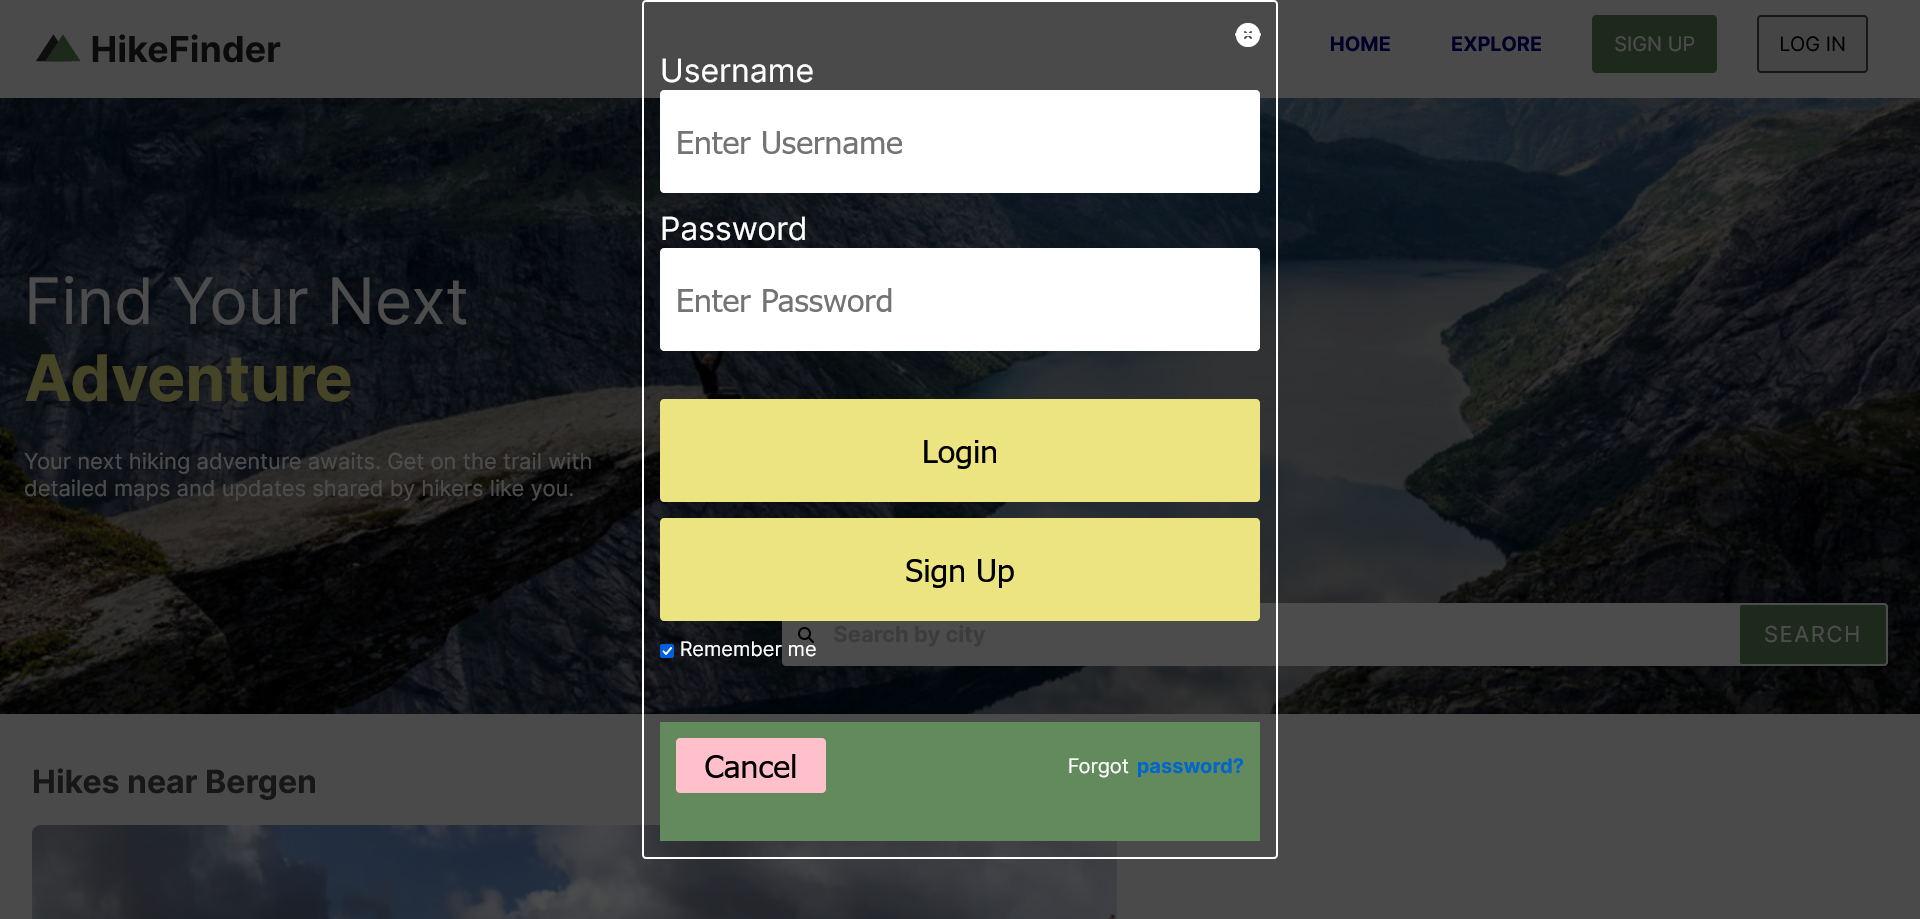 HikeFinder
HOME
EXPLORE
SIGN UP
LOG IN
Username
Enter Username
Password
Enter Password
Find Your Next
Adventure
Your next hiking adventure awaits. Get on the trail with
detailed maps and updates shared by hikers like you.
Login
Sign Up
Search by city
SEARCH
Remember me
Cancel
Forgot password?
Hikes near Bergen